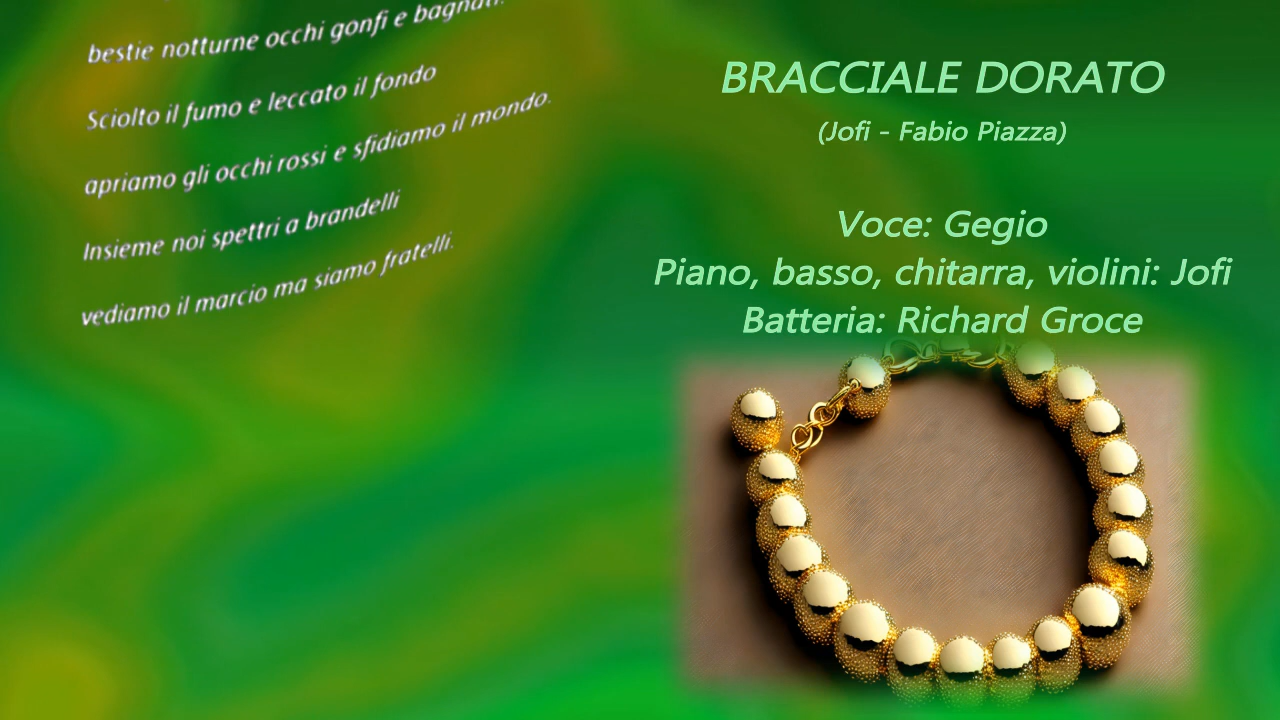 bestie notturne occhi gonfi e bagnati.
Sciolto il fumo e leccato il fondo
apriamo gli occhi rossi e sfidiamo il mondo.
Insieme noi spettri a brandelli
vediamo il marcio ma siamo fratelli.
BRACCIALE DORATO
(Jofi - Fabio Piazza)
Voce: Gegio
Piano, basso, chitarra, violini: Jofi
Batteria: Richard Groce